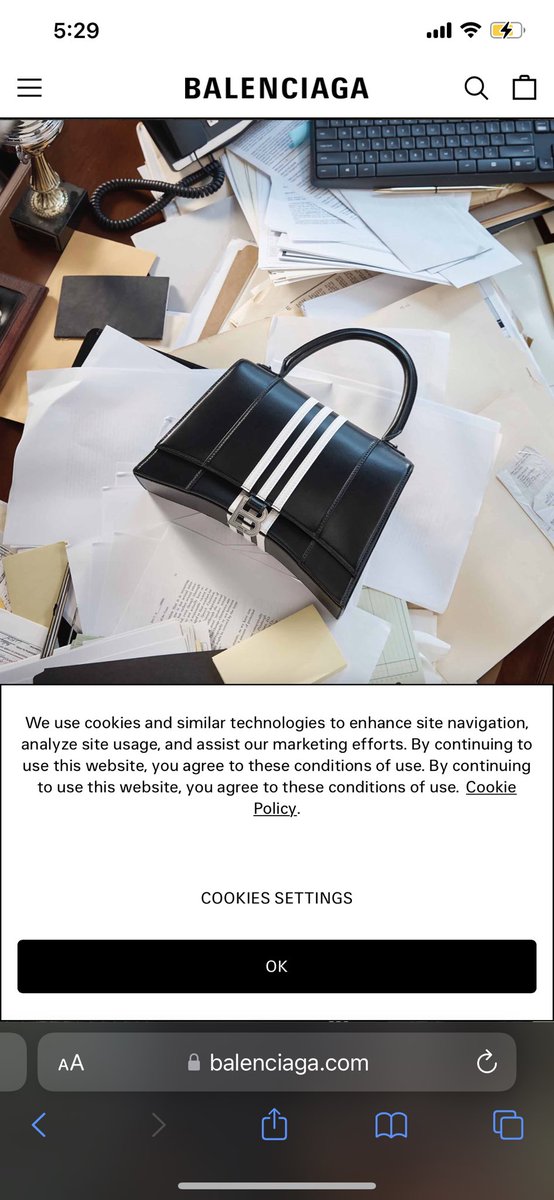 5:29
BALENCIAGA
We use cookies and similar technologies to enhance site navigation,
analyze site usage, and assist our marketing efforts. By continuing to
use this website, you agree to these conditions of use. By continuing
to use this website, you agree to these conditions of use. Cookie
Policy.
COOKIES SETTINGS
OK
AA
balenciaga.com